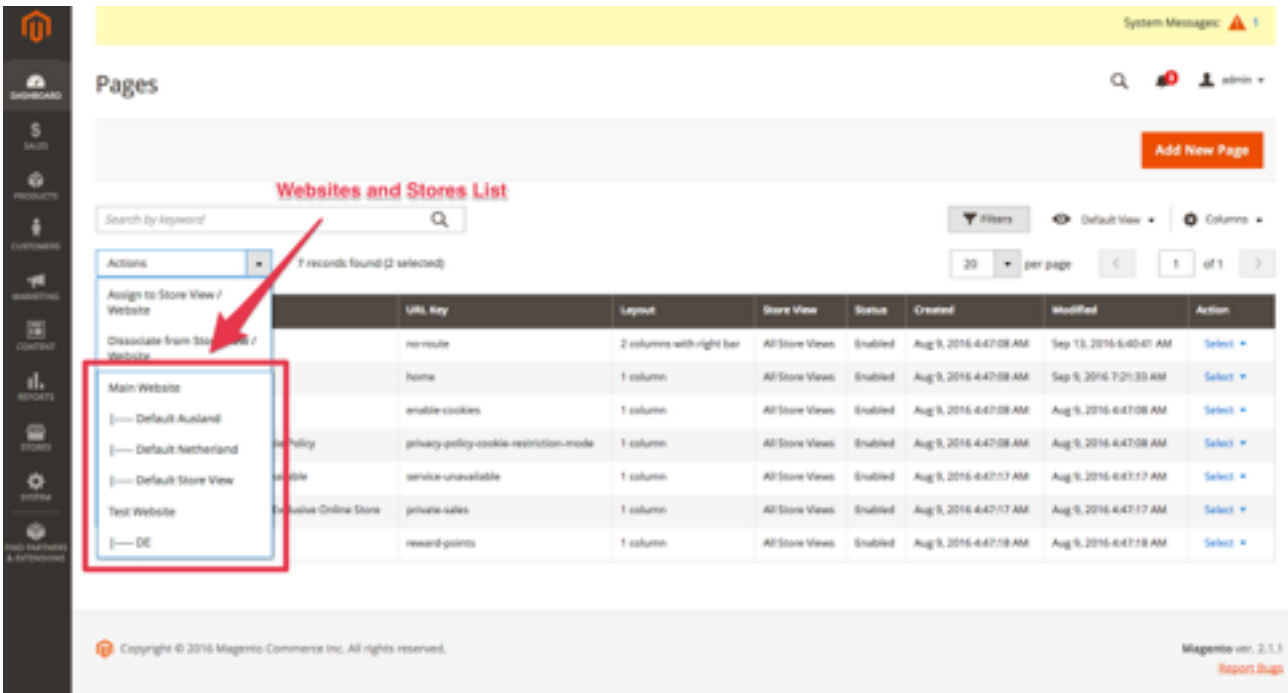 System Messages: 1
DASHBOARD
Pages
admin
$
SALES
Add New Page
PRODUCTS
Websites and Stores List
Search by keyword
Filters
Default View
Columns
CUSTOMERS
Actions
7 records found (2 selected)
20
per page
1
of 1
MARKETING
Assign to Store View /
Website
URL Key
Layout
Store View
Status
Created
Modified
Action
CONTENT
Dissociate from Store View /
Website
no-route
2 columns with right bar
All Store Views
Enabled
Aug 9, 2016 4:47:08 AM
Sep 13, 2016 6:40:41 AM
Select
Main Website
home
1 column
All Store Views
Enabled
Aug 9, 2016 4:47:08 AM
Sep 9, 2016 7:21:33 AM
Select
REPORTS
|---- Default Ausland
enable-cookies
1 column
All Store Views
Enabled
Aug 9, 2016 4:47:08 AM
Aug 9, 2016 4:47:08 AM
Select
STORES
|---- Default Netherland
Policy
privacy-policy-cookie-restriction-mode
1 column
All Store Views
Enabled
Aug 9, 2016 4:47:08 AM
Aug 9, 2016 4:47:08 AM
Select
|---- Default Store View
service-unavailable
1 column
All Store Views
Enabled
Aug 9, 2016 4:47:17 AM
Aug 9, 2016 4:47:17 AM
Select
SYSTEM
Test Website
Exclusive Online Store
private-sales
1 column
All Store Views
Enabled
Aug 9, 2016 4:47:17 AM
Aug 9, 2016 4:47:17 AM
Select
|---- DE
reward-points
1 column
All Store Views
Enabled
Aug 9, 2016 4:47:18 AM
Aug 9, 2016 4:47:18 AM
Select
FIND PARTNERS
& EXTENSIONS
Copyright © 2016 Magento Commerce Inc. All rights reserved.
Magento ver. 2.1.1
Report Bugs